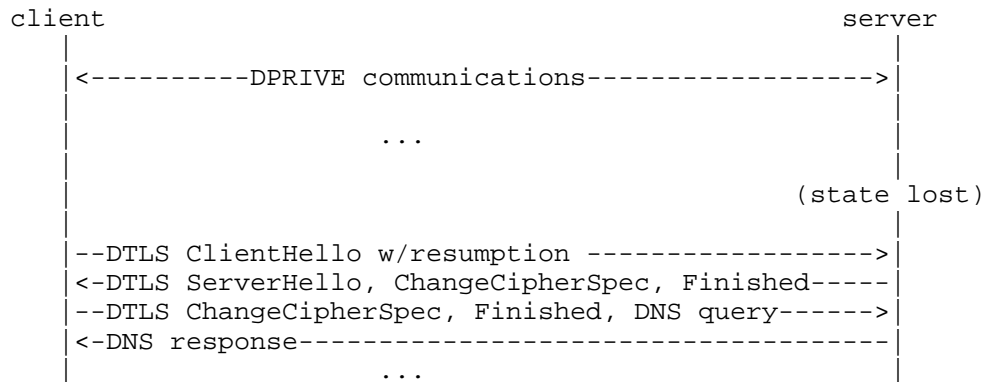 client server
|<----------DPRIVE communications------------------>|
...
(state lost)
|--DTLS ClientHello w/resumption ------------------>|
|<-DTLS ServerHello, ChangeCipherSpec, Finished-----|
|--DTLS ChangeCipherSpec, Finished, DNS query------>|
|<-DNS response-------------------------------------|
...